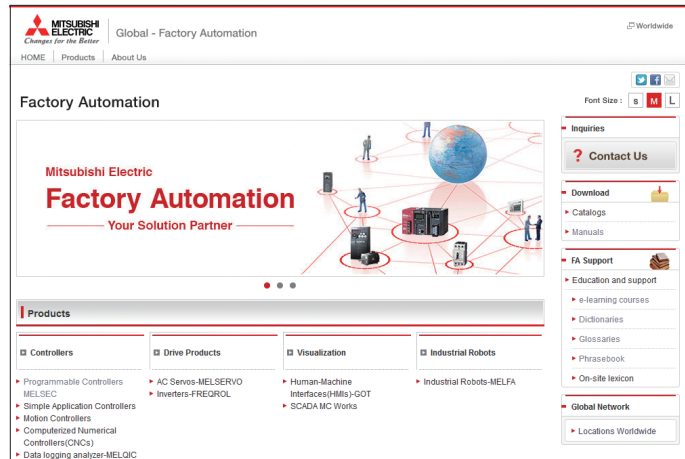 MITSUBISHI
ELECTRIC
Changes for the Better
Global - Factory Automation
Worldwide
HOME
Products
About Us
Factory Automation
Font Size :
S
M
L
Mitsubishi Electric
Factory Automation
Your Solution Partner
Inquiries
? Contact Us
Download
Catalogs
Manuals
FA Support
Education and support
e-learning courses
Dictionaries
Glossaries
Phrasebook
On-site lexicon
Global Network
Locations Worldwide
Products
Controllers
Programmable Controllers
MELSEC
Simple Application Controllers
Motion Controllers
Computerized Numerical
Controllers(CNCs)
Data logging analyzer-MELQIC
Drive Products
AC Servos-MELSERVO
Inverters-FREQROL
Visualization
Human-Machine
Interfaces(HMIs)-GOT
SCADA MC Works
Industrial Robots
Industrial Robots-MELFA